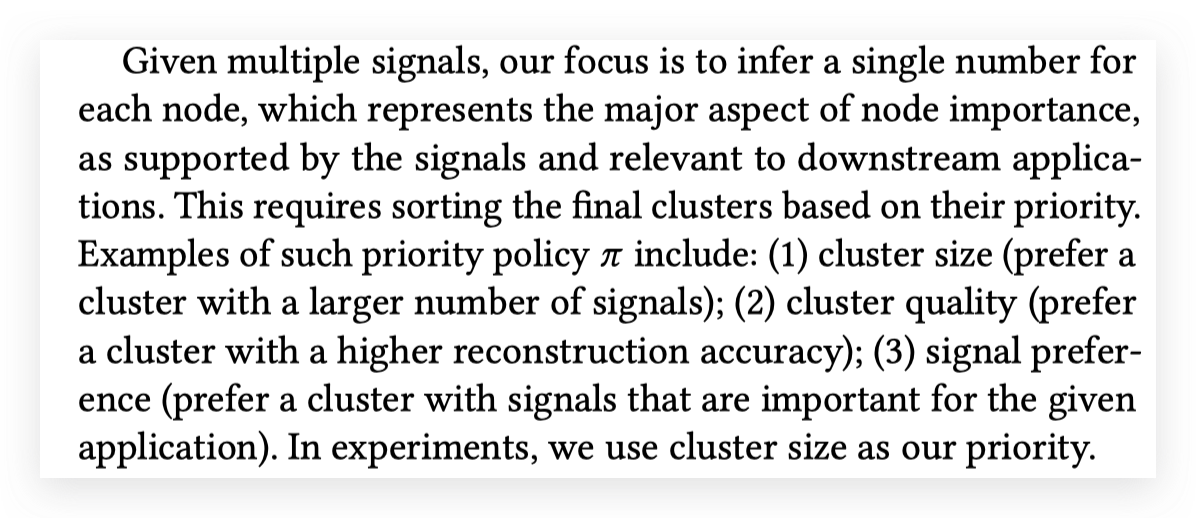 Given multiple signals, our focus is to infer a single number for
each node, which represents the major aspect of node importance,
as supported by the signals and relevant to downstream applica-
tions. This requires sorting the final clusters based on their priority.
Examples of such priority policy π include: (1) cluster size (prefer a
cluster with a larger number of signals); (2) cluster quality (prefer
a cluster with a higher reconstruction accuracy); (3) signal prefer-
ence (prefer a cluster with signals that are important for the given
application). In experiments, we use cluster size as our priority.